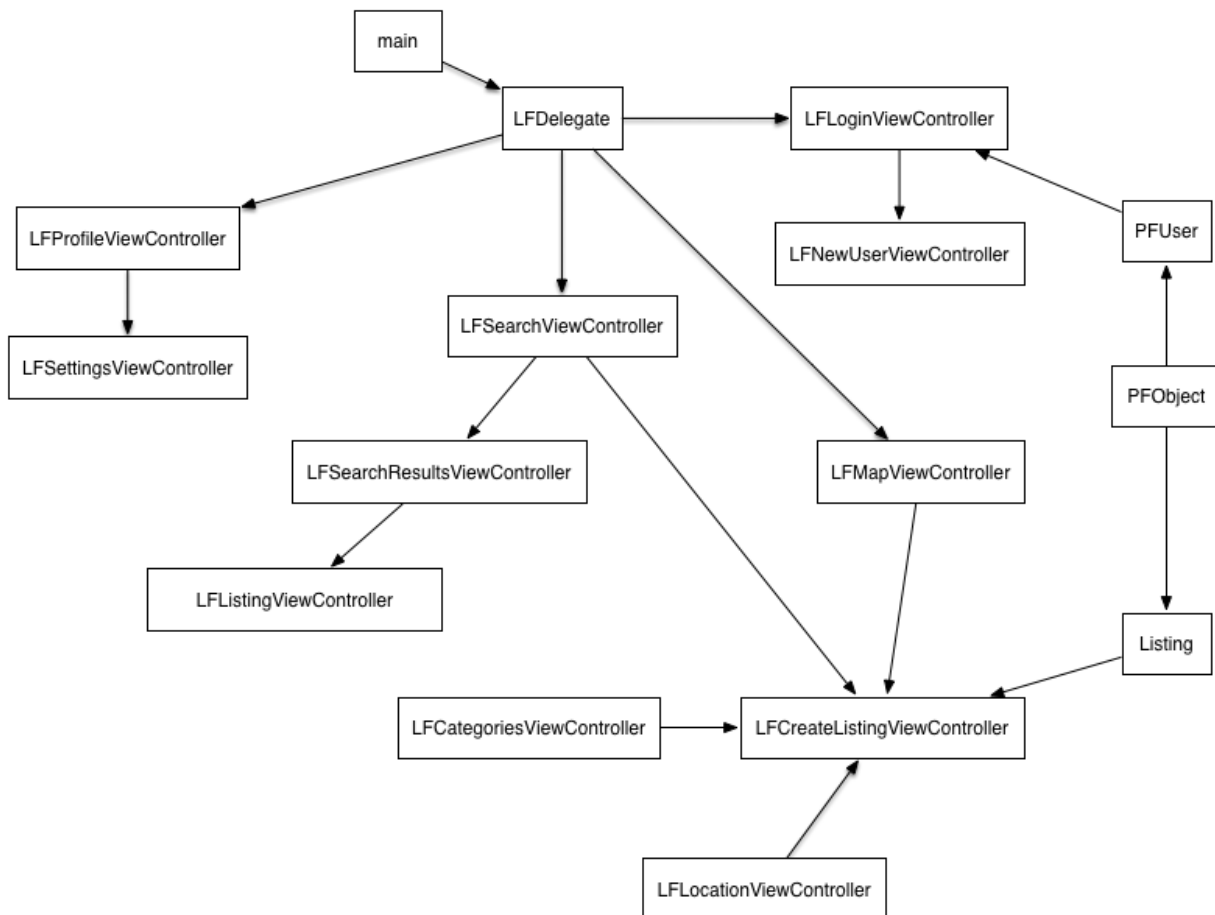 main
LFDelegate
LFLoginViewController
LFProfileViewController
PFUser
LFNewUserViewController
LFSearchViewController
LFSettingsViewController
PFObject
LFSearchResultsViewController
LFMapViewController
LFListingViewController
Listing
LFCategoriesViewController
LFCreateListingViewController
LFLocationViewController